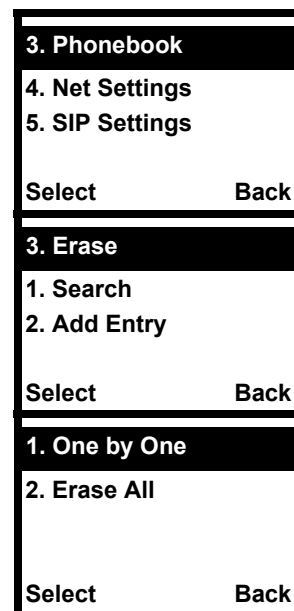 3. Phonebook
4. Net Settings
5. SIP Settings
Select Back
3. Erase
1. Search
2. Add Entry
Select Back
1. One by One
2. Erase All
Select Back